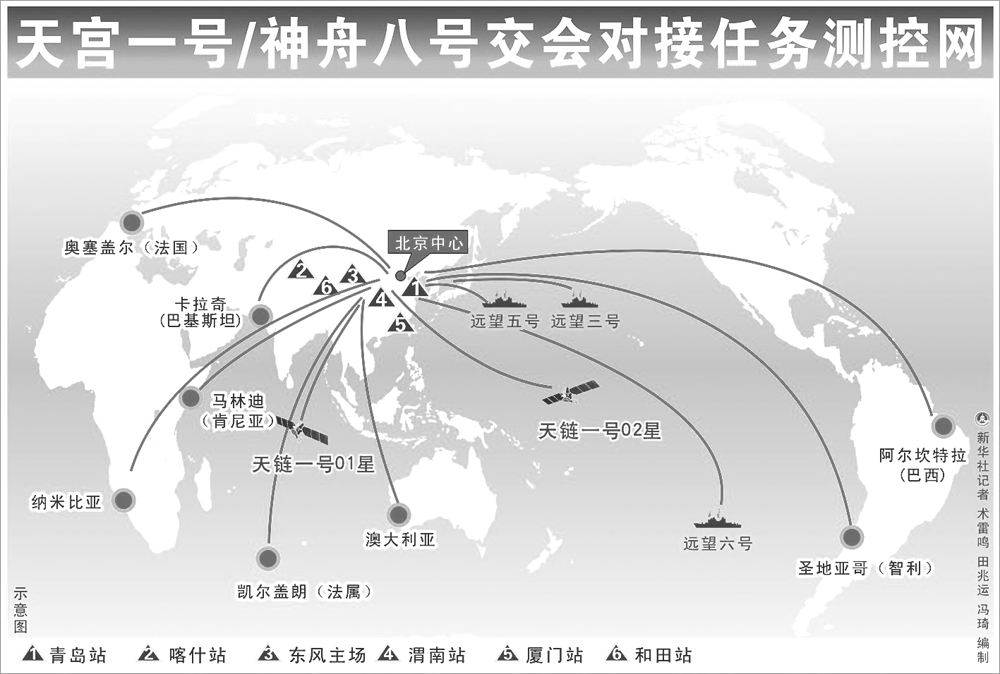 天宫一号/神舟八号交会对接任务测控网
北京中心
奥塞盖尔（法国）
2
3
6
1
4
5
卡拉奇
(巴基斯坦)
远望五号
远望三号
马林迪
（肯尼亚）
天链一号02星
天链一号01星
阿尔坎特拉
(巴西)
纳米比亚
澳大利亚
远望六号
圣地亚哥（智利）
凯尔盖朗（法属）
示意图
新华社记者 术雷鸣 田兆运 冯琦 编制
1 青岛站 2 喀什站 3 东风主场 4 渭南站 5 厦门站 6 和田站